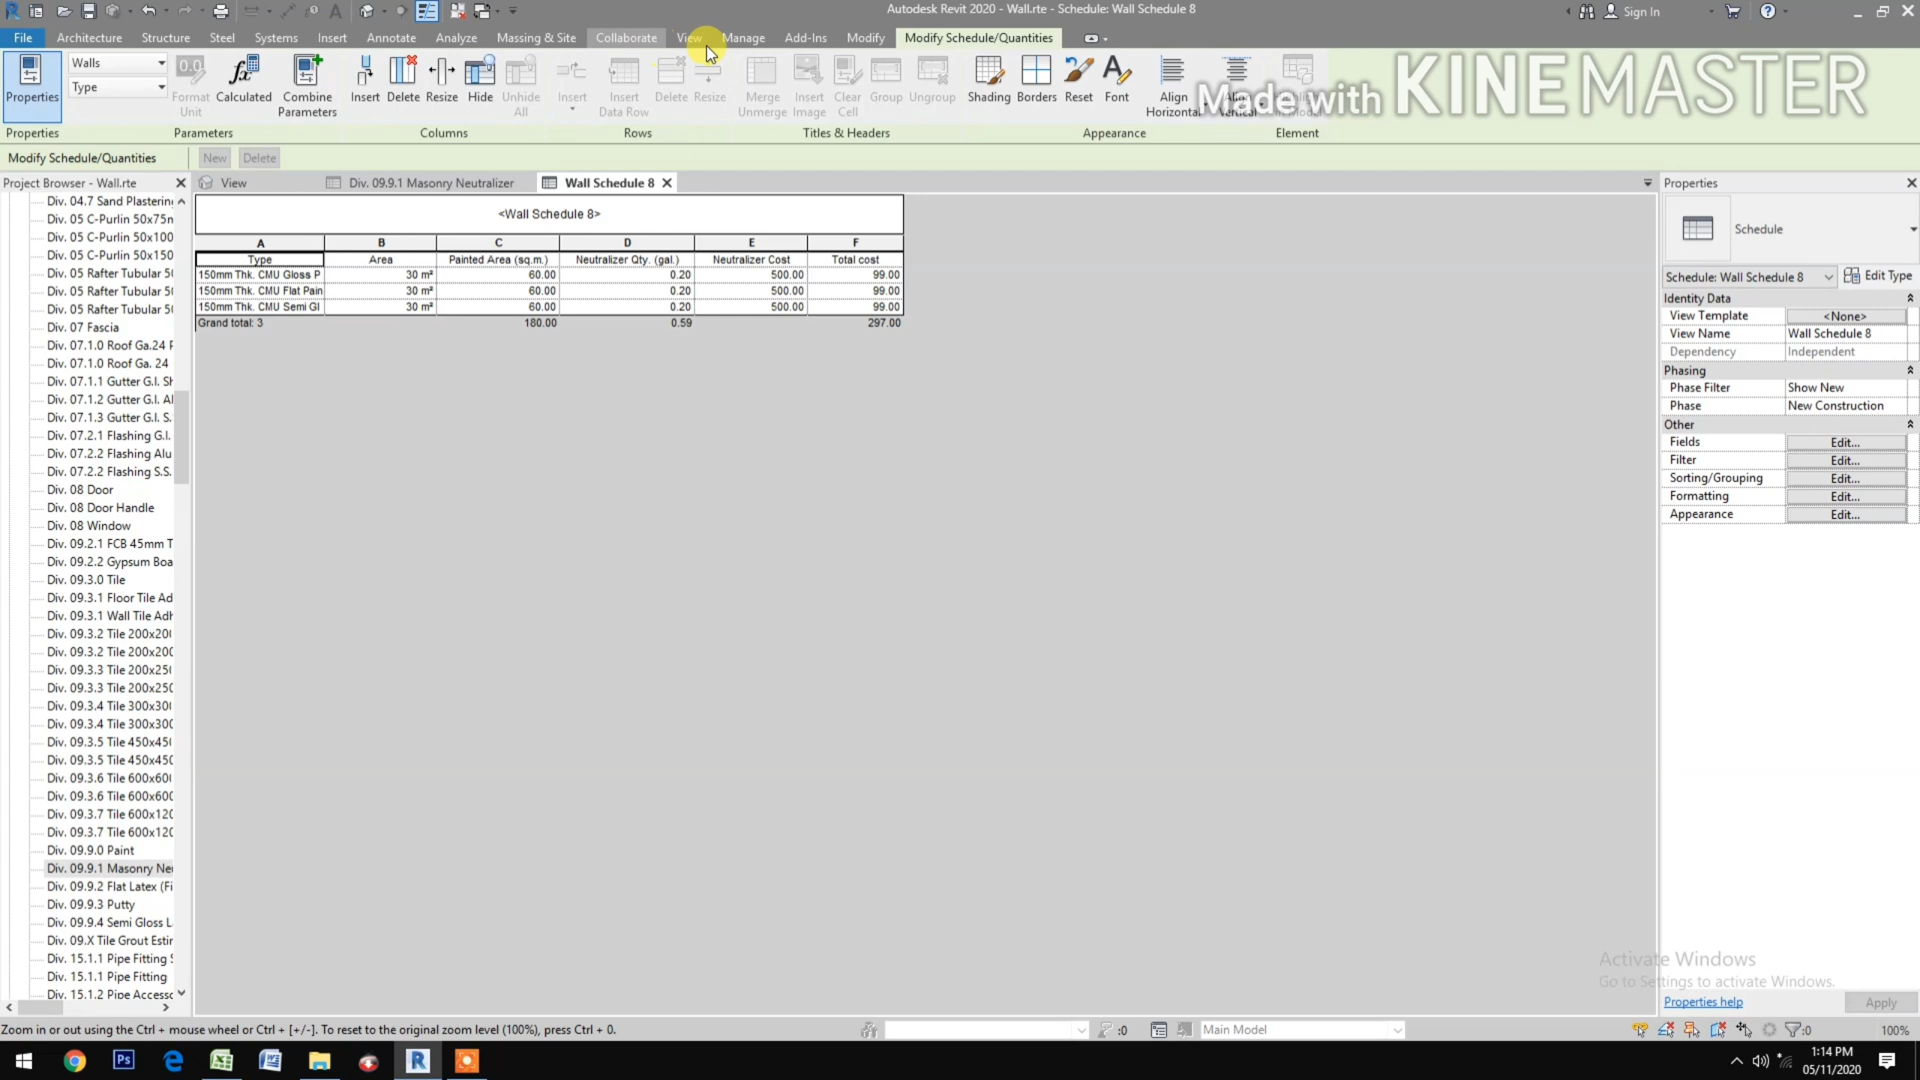 Autodesk Revit 2020 - Wall.rte - Schedule: Wall Schedule 8
Sign In
File Architecture Structure Steel Systems Insert Annotate Analyze Massing & Site Collaborate View Manage Add-Ins Modify Modify Schedule/Quantities
Walls
Type
Properties
Format Unit
Calculated
Combine Parameters
Insert Delete Resize Hide Unhide All
Insert
Insert Data Row
Delete Resize
Merge Unmerge
Insert Image
Clear Cell
Group Ungroup
Shading Borders Reset Font
Align Horizontal
Align Vertical
Made with KINEMASTER
Properties Parameters Columns Rows Titles & Headers Appearance Element
Modify Schedule/Quantities New Delete
Project Browser - Wall.rte
View Div. 09.9.1 Masonry Neutralizer Wall Schedule 8
Div. 04.7 Sand Plastering
Div. 05 C-Purlin 50x75m
Div. 05 C-Purlin 50x100
Div. 05 C-Purlin 50x150
Div. 05 Rafter Tubular 50
Div. 05 Rafter Tubular 50
Div. 05 Rafter Tubular 50
Div. 07 Fascia
Div. 07.1.0 Roof Ga.24 P
Div. 07.1.0 Roof Ga. 24
Div. 07.1.1 Gutter G.I. Sh
Div. 07.1.2 Gutter G.I. Al
Div. 07.1.3 Gutter G.I. S.
Div. 07.2.1 Flashing G.I.
Div. 07.2.2 Flashing Alu
Div. 07.2.2 Flashing S.S.
Div. 08 Door
Div. 08 Door Handle
Div. 08 Window
Div. 09.2.1 FCB 45mm T
Div. 09.2.2 Gypsum Boa
Div. 09.3.0 Tile
Div. 09.3.1 Floor Tile Ad
Div. 09.3.1 Wall Tile Adh
Div. 09.3.2 Tile 200x200
Div. 09.3.2 Tile 200x200
Div. 09.3.3 Tile 200x250
Div. 09.3.3 Tile 200x250
Div. 09.3.4 Tile 300x300
Div. 09.3.4 Tile 300x300
Div. 09.3.5 Tile 450x450
Div. 09.3.5 Tile 450x450
Div. 09.3.6 Tile 600x600
Div. 09.3.6 Tile 600x600
Div. 09.3.7 Tile 600x120
Div. 09.3.7 Tile 600x120
Div. 09.9.0 Paint
Div. 09.9.1 Masonry Neu
Div. 09.9.2 Flat Latex (Fi
Div. 09.9.3 Putty
Div. 09.9.4 Semi Gloss L
Div. 09.X Tile Grout Estir
Div. 15.1.1 Pipe Fitting S
Div. 15.1.1 Pipe Fitting
Div. 15.1.2 Pipe Accesso
<Wall Schedule 8>
A B C D E F
Type Area Painted Area (sq.m.) Neutralizer Qty. (gal.) Neutralizer Cost Total cost
150mm Thk. CMU Gloss P 30 m² 60.00 0.20 500.00 99.00
150mm Thk. CMU Flat Pain 30 m² 60.00 0.20 500.00 99.00
150mm Thk. CMU Semi Gl 30 m² 60.00 0.20 500.00 99.00
Grand total: 3 180.00 0.59 297.00
Properties
Schedule
Schedule: Wall Schedule 8 Edit Type
Identity Data
View Template <None>
View Name Wall Schedule 8
Dependency Independent
Phasing
Phase Filter Show New
Phase New Construction
Other
Fields Edit...
Filter Edit...
Sorting/Grouping Edit...
Formatting Edit...
Appearance Edit...
Activate Windows
Go to Settings to activate Windows.
Properties help Apply
Zoom in or out using the Ctrl + mouse wheel or Ctrl + [+/-]. To reset to the original zoom level (100%), press Ctrl + 0.
:0 Main Model :0 100%
1:14 PM
05/11/2020